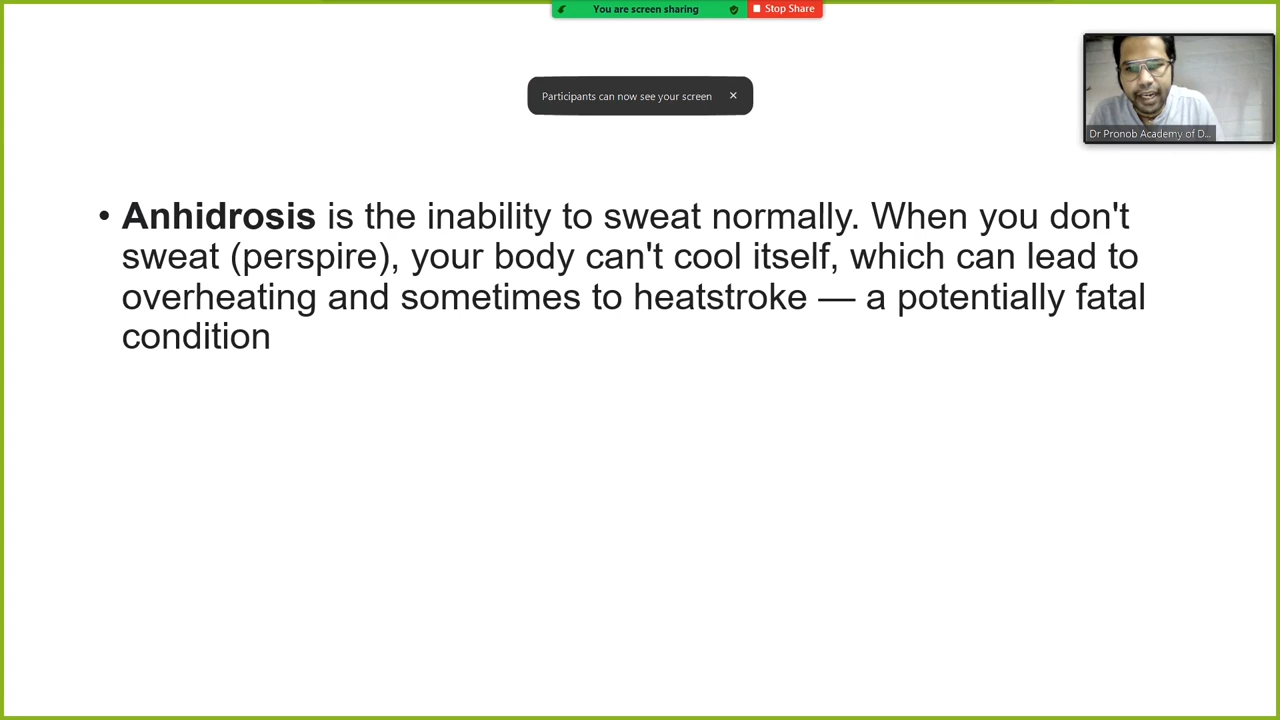 You are screen sharing
Stop Share
Participants can now see your screen
Dr Pronob Academy of D...
• Anhidrosis is the inability to sweat normally. When you don't
sweat (perspire), your body can't cool itself, which can lead to
overheating and sometimes to heatstroke — a potentially fatal
condition